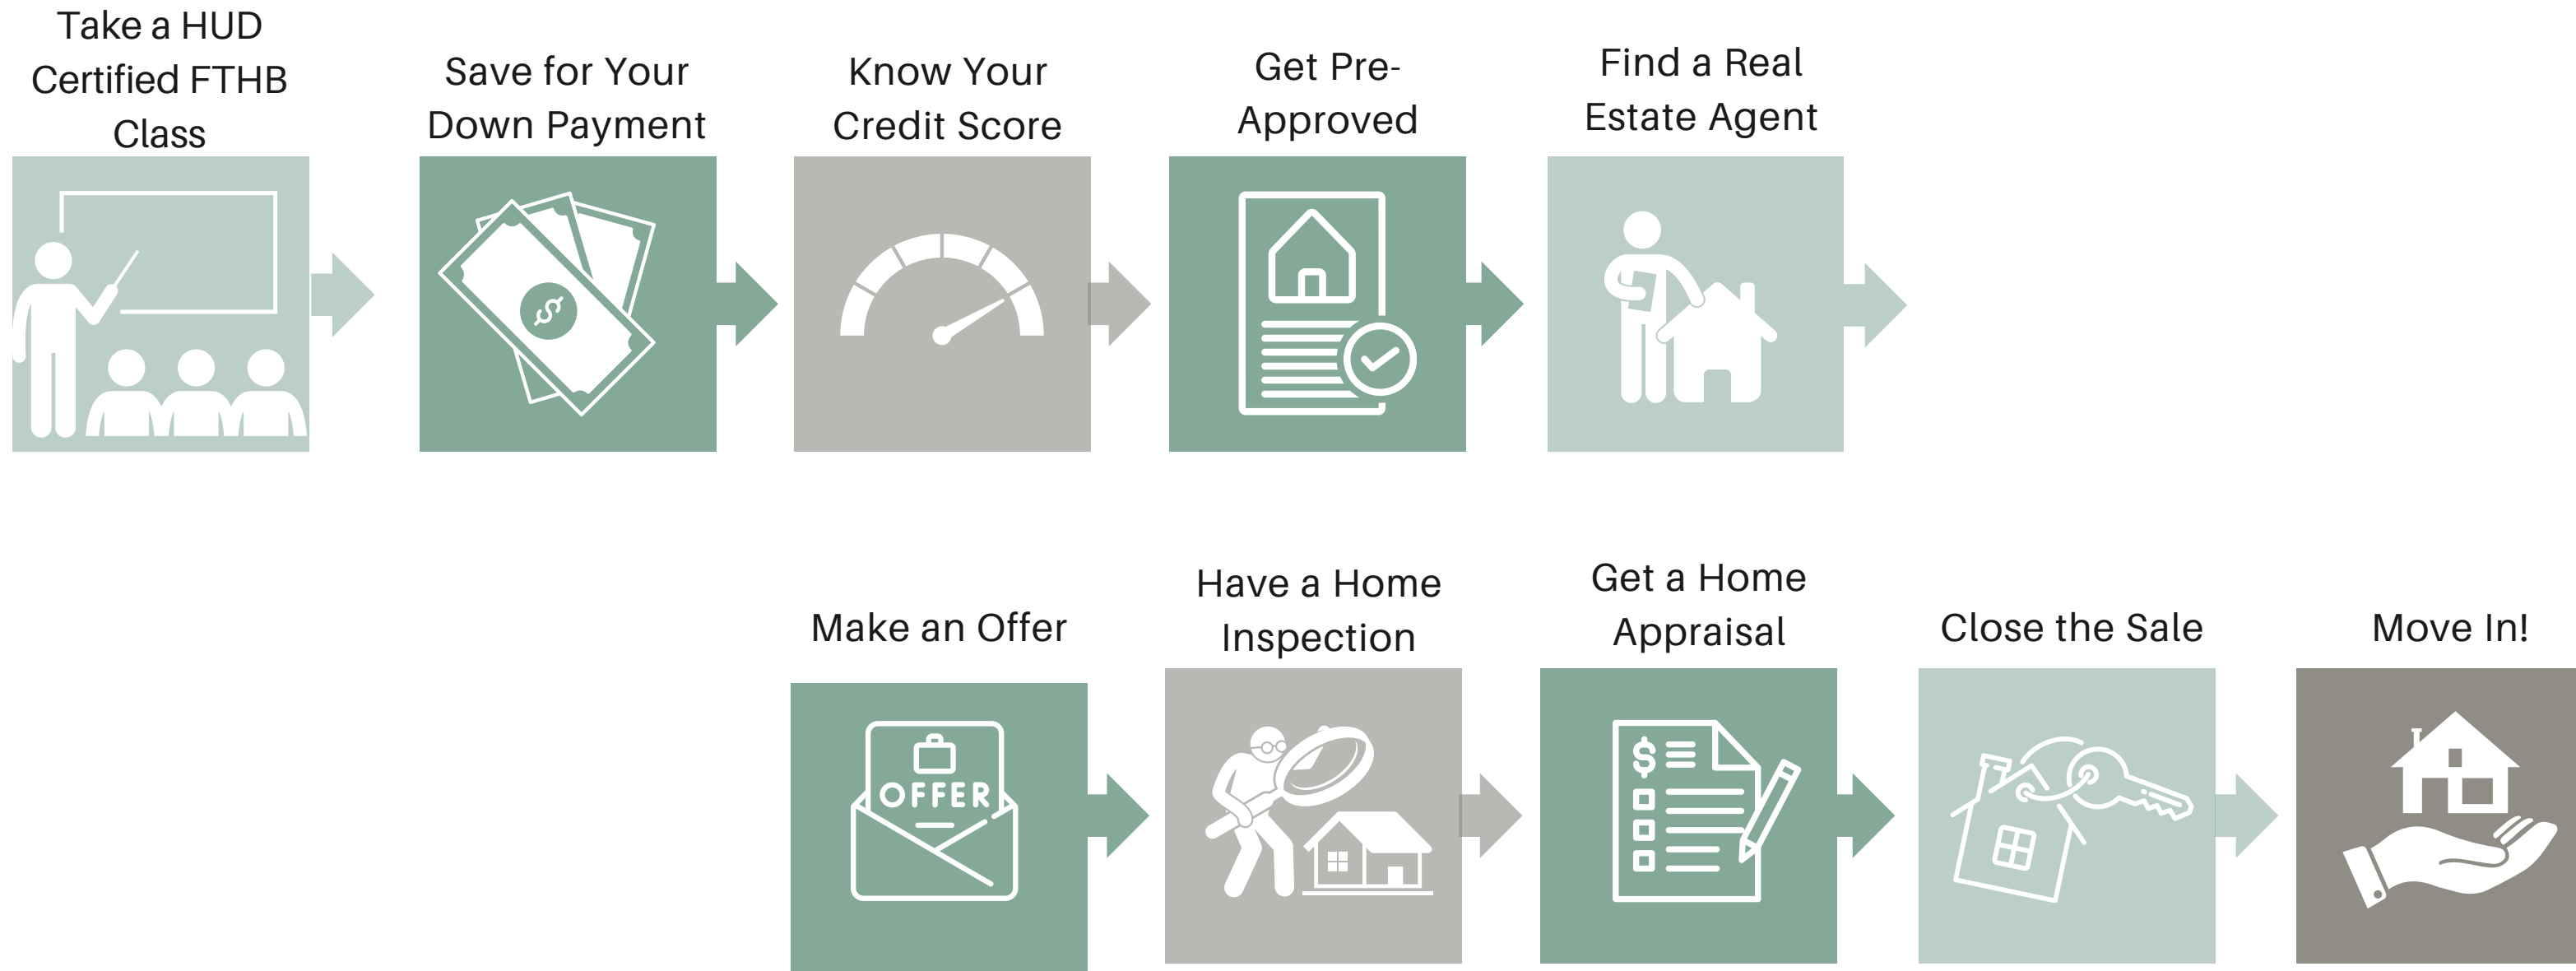 Take a HUD
Certified FTHB
Class
Save for Your
Down Payment
Know Your
Credit Score
Get Pre-
Approved
Find a Real
Estate Agent
Make an Offer
OFFER
Have a Home
Inspection
Get a Home
Appraisal
$
Close the Sale
Move In!